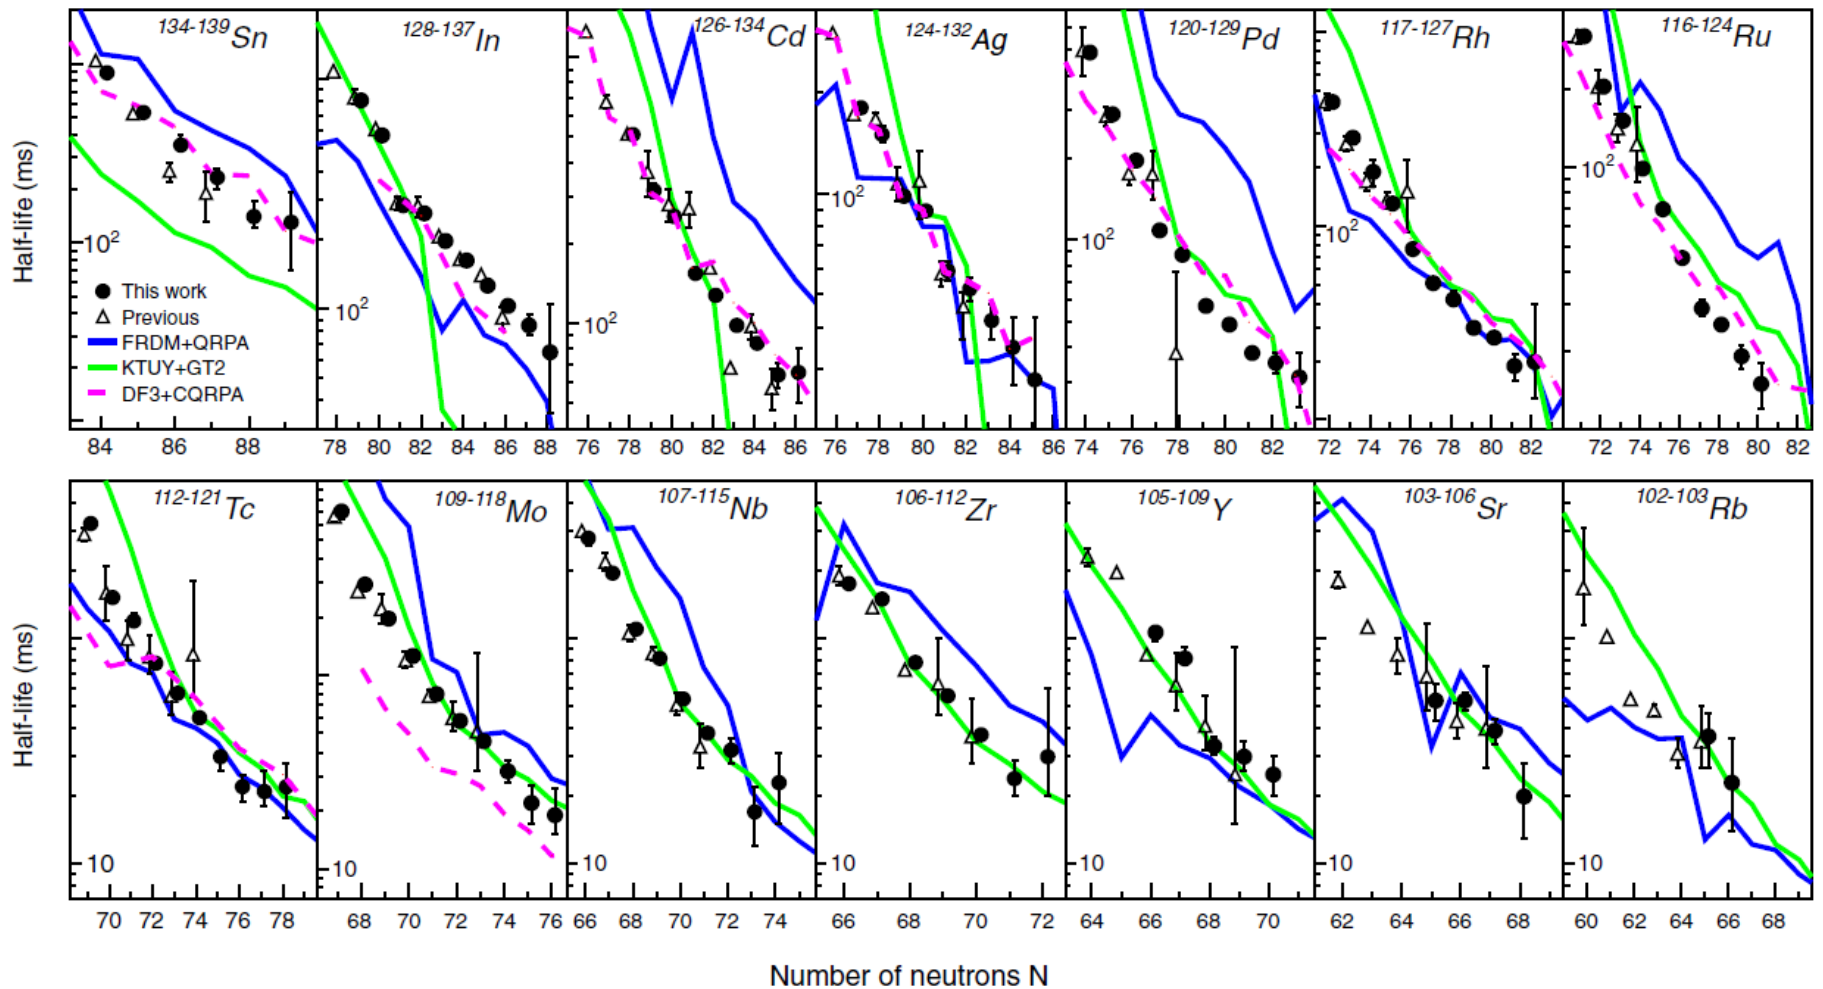 134-139Sn
128-137In
126-134Cd
124-132Ag
120-129Pd
117-127Rh
116-124Ru
Half-life (ms)
10²
10²
10²
10²
10²
10²
10²
This work
Previous
FRDM+QRPA
KTUY+GT2
DF3+CQRPA
84 86 88
78 80 82 84 86 88
76 78 80 82 84 86
76 78 80 82 84 86
74 76 78 80 82
72 74 76 78 80 82
72 74 76 78 80 82
112-121Tc
109-118Mo
107-115Nb
106-112Zr
105-109Y
103-106Sr
102-103Rb
Half-life (ms)
10
10
10
10
10
10
10
70 72 74 76 78
68 70 72 74 76
66 68 70 72 74
66 68 70 72
64 66 68 70
62 64 66 68
60 62 64 66 68
Number of neutrons N